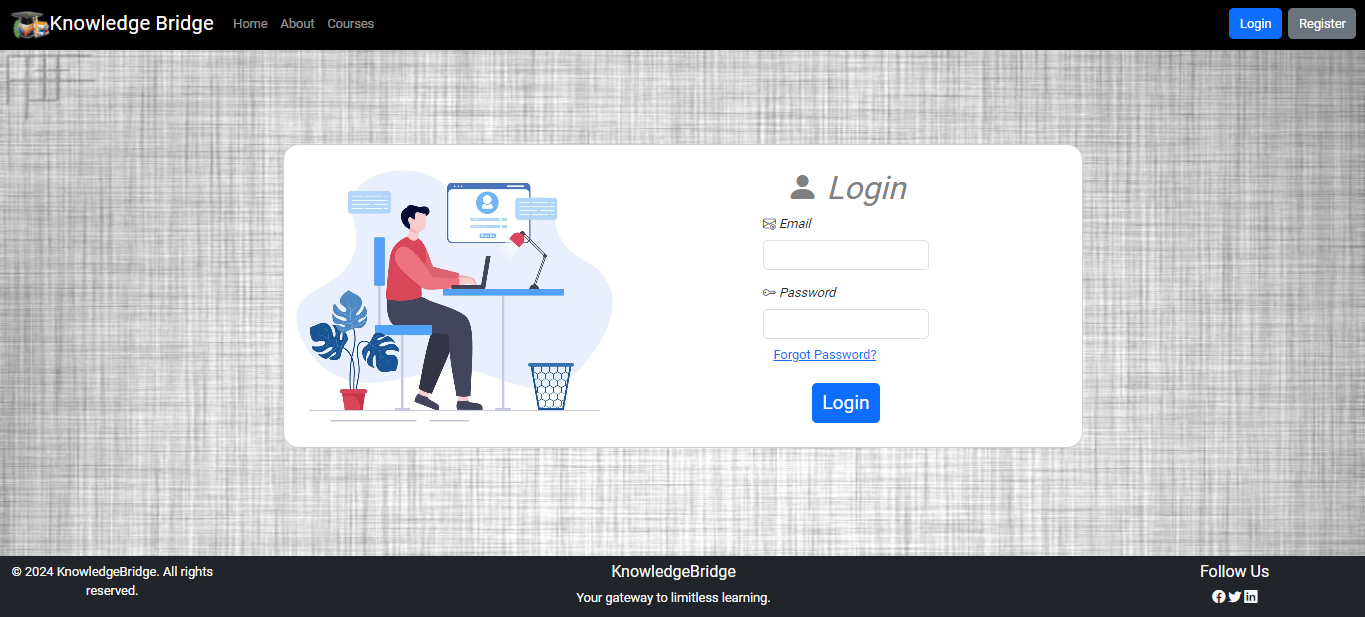 Knowledge Bridge
Home
About
Courses
Login
Register
Login
Email
Password
Forgot Password?
Login
© 2024 KnowledgeBridge. All rights
reserved.
KnowledgeBridge
Your gateway to limitless learning.
Follow Us